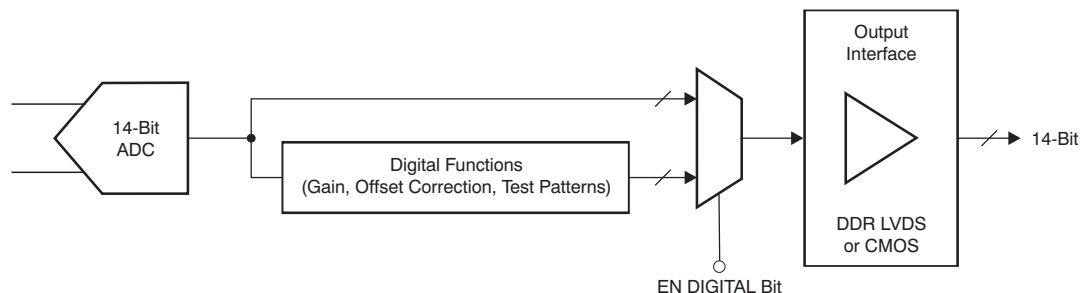 14-Bit
ADC
Digital Functions
(Gain, Offset Correction, Test Patterns)
EN DIGITAL Bit
Output
Interface
DDR LVDS
or CMOS
14-Bit